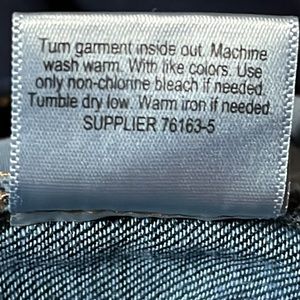 Turn garment inside out. Machine
wash warm. With like colors. Use
only non-chlorine bleach if needed.
Tumble dry low. Warm iron if needed.
SUPPLIER 76163-5